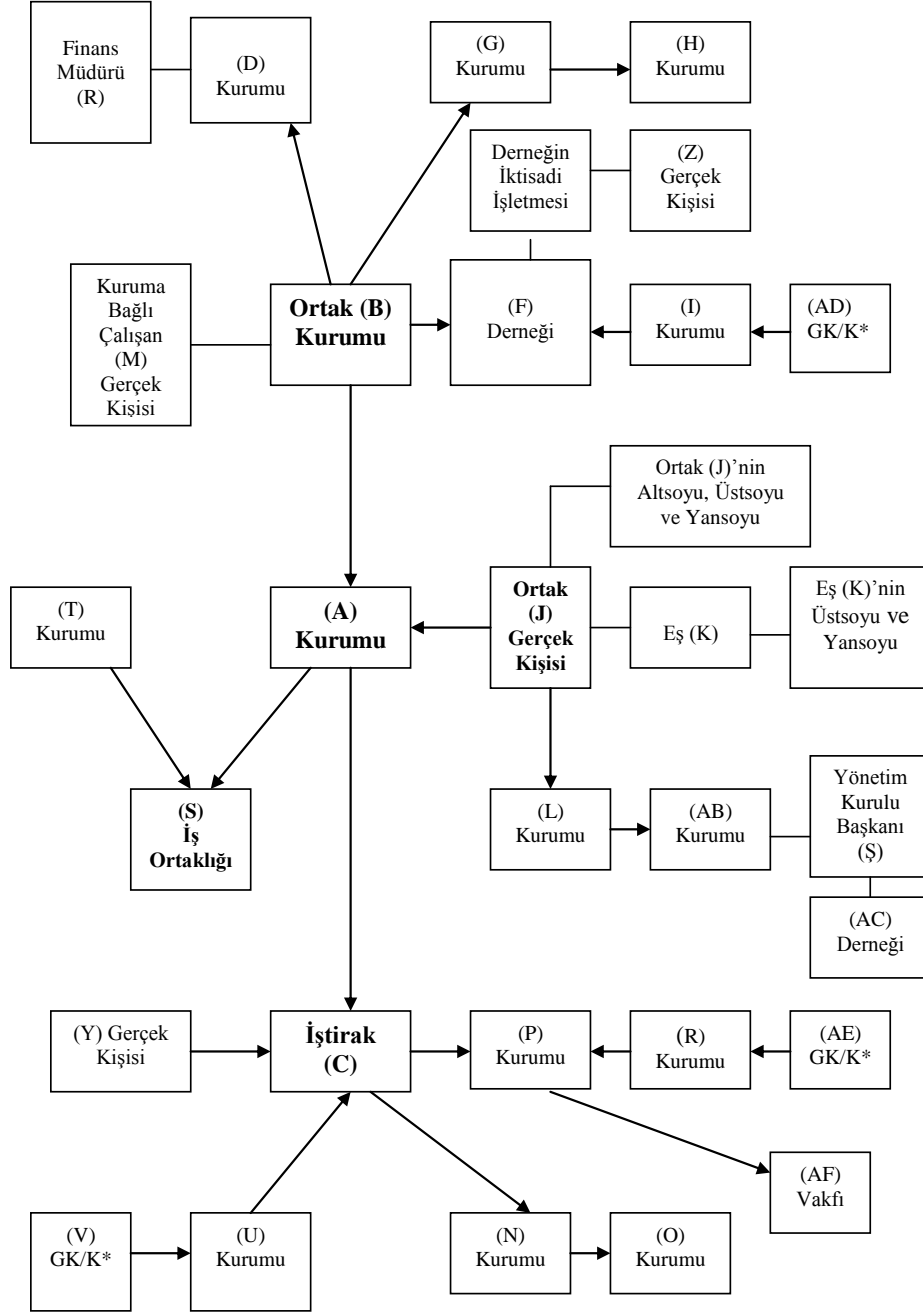 Finans
Müdürü
(R)
(D)
Kurumu
(G)
Kurumu
(H)
Kurumu
Derneğin
İktisadi
İşletmesi
(Z)
Gerçek
Kişisi
Kuruma
Bağlı
Çalışan
(M)
Gerçek
Kişisi
Ortak (B)
Kurumu
(F)
Derneği
(I)
Kurumu
(AD)
GK/K*
Ortak (J)’nin
Altsoyu, Üstsoyu
ve Yansoyu
(T)
Kurumu
(A)
Kurumu
Ortak
(J)
Gerçek
Kişisi
Eş (K)
Eş (K)’nin
Üstsoyu ve
Yansoyu
(S)
İş
Ortaklığı
(L)
Kurumu
(AB)
Kurumu
Yönetim
Kurulu
Başkanı
(Ş)
(AC)
Derneği
(Y) Gerçek
Kişisi
İştirak
(C)
(P)
Kurumu
(R)
Kurumu
(AE)
GK/K*
(AF)
Vakfı
(V)
GK/K*
(U)
Kurumu
(N)
Kurumu
(O)
Kurumu